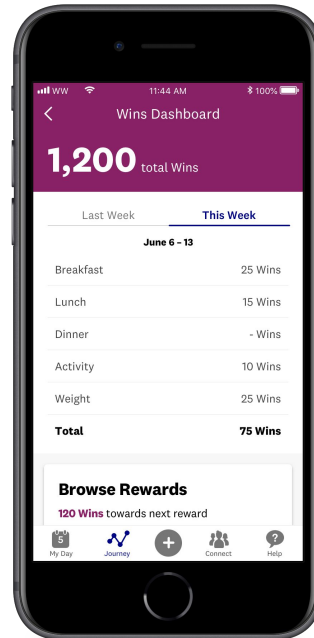 WW 11:44 AM 100%
Wins Dashboard
1,200 total Wins
Last Week This Week
June 6 – 13
Breakfast 25 Wins
Lunch 15 Wins
Dinner - Wins
Activity 10 Wins
Weight 25 Wins
Total 75 Wins
Browse Rewards
120 Wins towards next reward
5
My Day Journey Connect Help